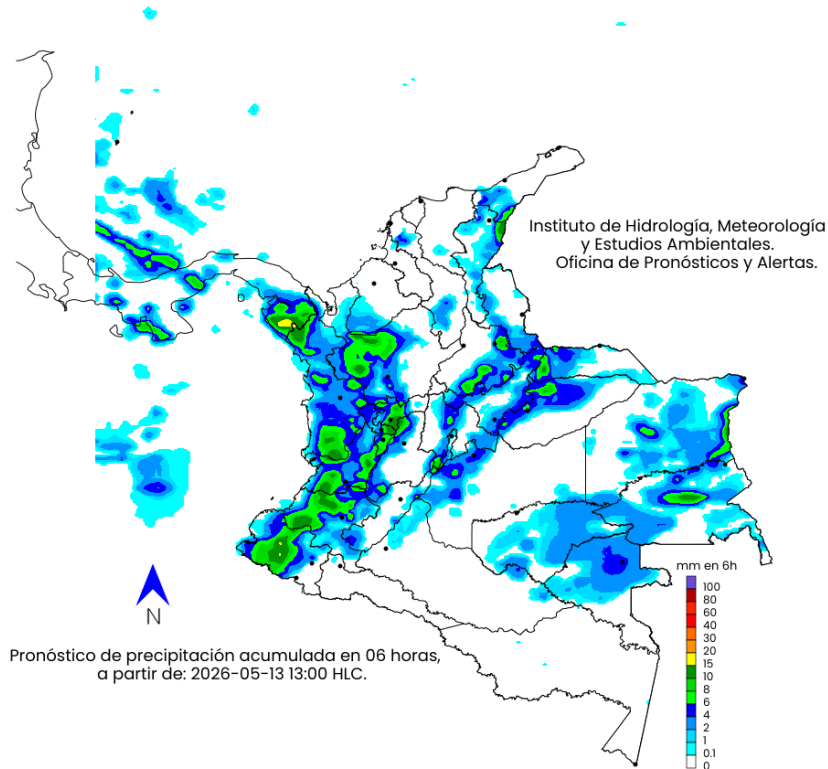 Instituto de Hidrología, Meteorología
y Estudios Ambientales.
Oficina de Pronósticos y Alertas.
N
mm en 6h
100
80
60
40
30
20
15
10
8
6
4
2
1
0.1
0
Pronóstico de precipitación acumulada en 06 horas,
a partir de: 2026-05-13 13:00 HLC.